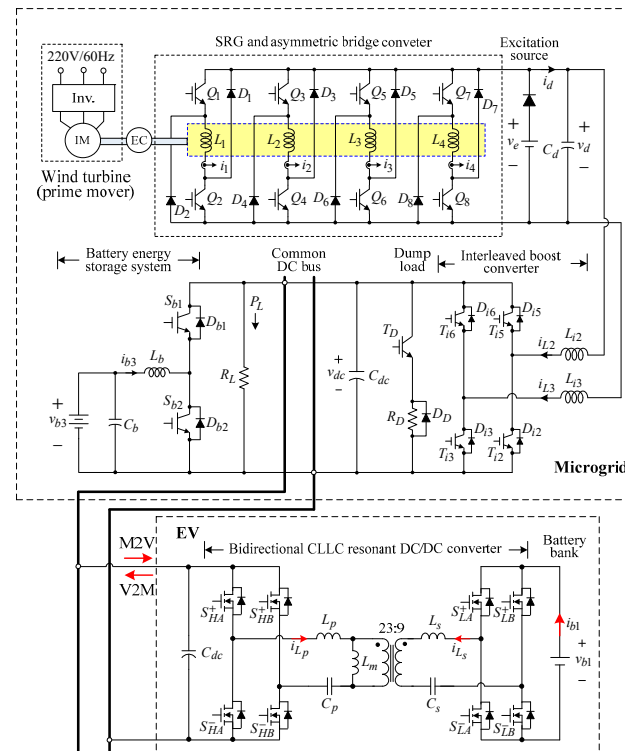 SRG and asymmetric bridge conveter
Excitation source
220V/60Hz
Inv.
IM
EC
Wind turbine (prime mover)
Q1 D1 Q3 D3 Q5 D5 Q7 D7
L1 L2 L3 L4
i1 i2 i3 i4
D2 Q2 D4 Q4 D6 Q6 D8 Q8
id
+ ve −
Cd
+ vd −
Battery energy storage system
Common DC bus
Dump load
Interleaved boost converter
Sb1 Db1
PL
RL
ib3 Lb
+ vb3 −
Cb
Sb2 Db2
+ vdc −
Cdc
TD
RD DD
Di6 Ti6 Di5 Ti5
Li2
iL2
iL3
Li3
Di3 Ti3 Di2 Ti2
Microgrid
M2V
V2M
EV
Bidirectional CLLC resonant DC/DC converter
Battery bank
S+HA S+HB S+LA S+LB
ib1
Lp 23:9 Ls
iLp Lm iLs
Cdc
+ vb1 −
Cp Cs
S−HA S−HB S−LA S−LB